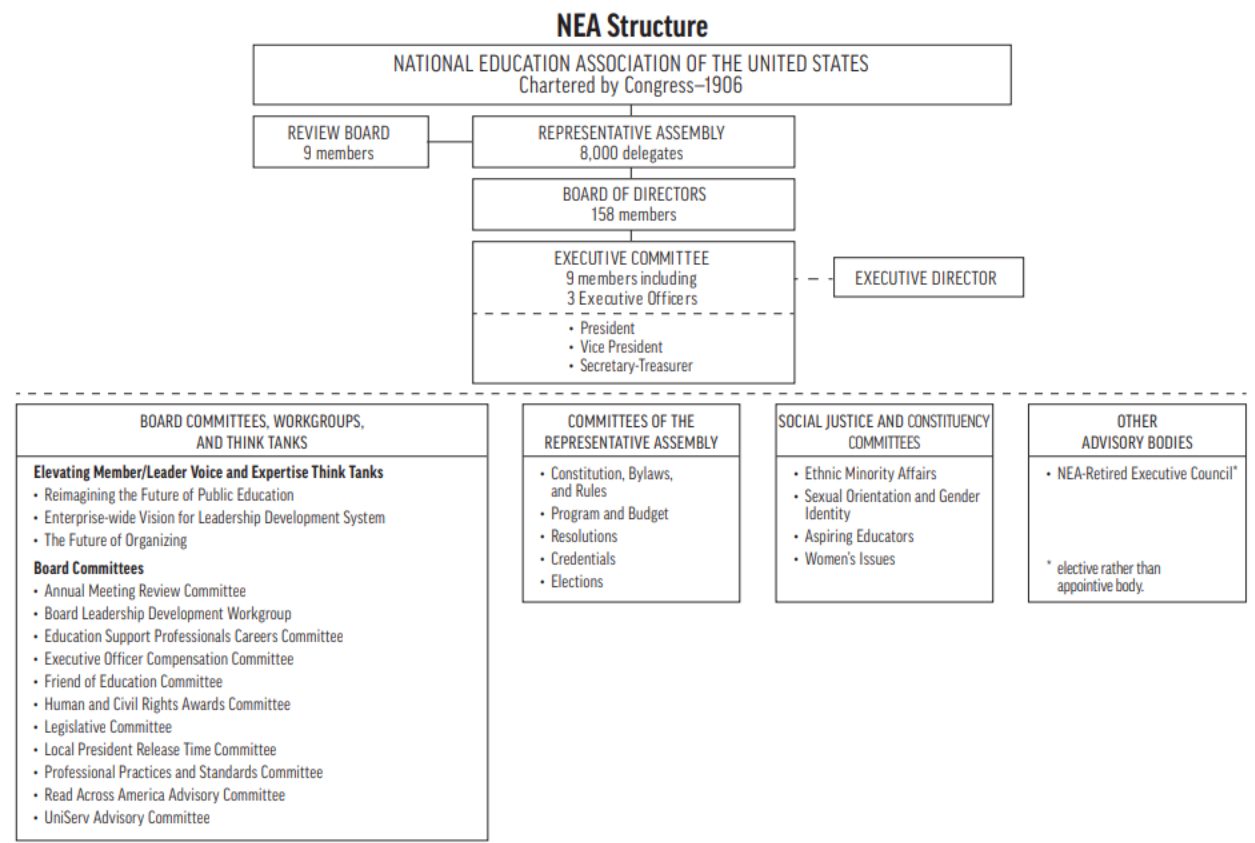 NEA Structure
NATIONAL EDUCATION ASSOCIATION OF THE UNITED STATES
Chartered by Congress–1906
REVIEW BOARD
9 members
REPRESENTATIVE ASSEMBLY
8,000 delegates
BOARD OF DIRECTORS
158 members
EXECUTIVE COMMITTEE
9 members including
3 Executive Officers
• President
• Vice President
• Secretary-Treasurer
EXECUTIVE DIRECTOR
BOARD COMMITTEES, WORKGROUPS,
AND THINK TANKS
Elevating Member/Leader Voice and Expertise Think Tanks
• Reimagining the Future of Public Education
• Enterprise-wide Vision for Leadership Development System
• The Future of Organizing
Board Committees
• Annual Meeting Review Committee
• Board Leadership Development Workgroup
• Education Support Professionals Careers Committee
• Executive Officer Compensation Committee
• Friend of Education Committee
• Human and Civil Rights Awards Committee
• Legislative Committee
• Local President Release Time Committee
• Professional Practices and Standards Committee
• Read Across America Advisory Committee
• UniServ Advisory Committee
COMMITTEES OF THE
REPRESENTATIVE ASSEMBLY
• Constitution, Bylaws,
and Rules
• Program and Budget
• Resolutions
• Credentials
• Elections
SOCIAL JUSTICE AND CONSTITUENCY
COMMITTEES
• Ethnic Minority Affairs
• Sexual Orientation and Gender
Identity
• Aspiring Educators
• Women's Issues
OTHER
ADVISORY BODIES
• NEA-Retired Executive Council*
* elective rather than
appointive body.